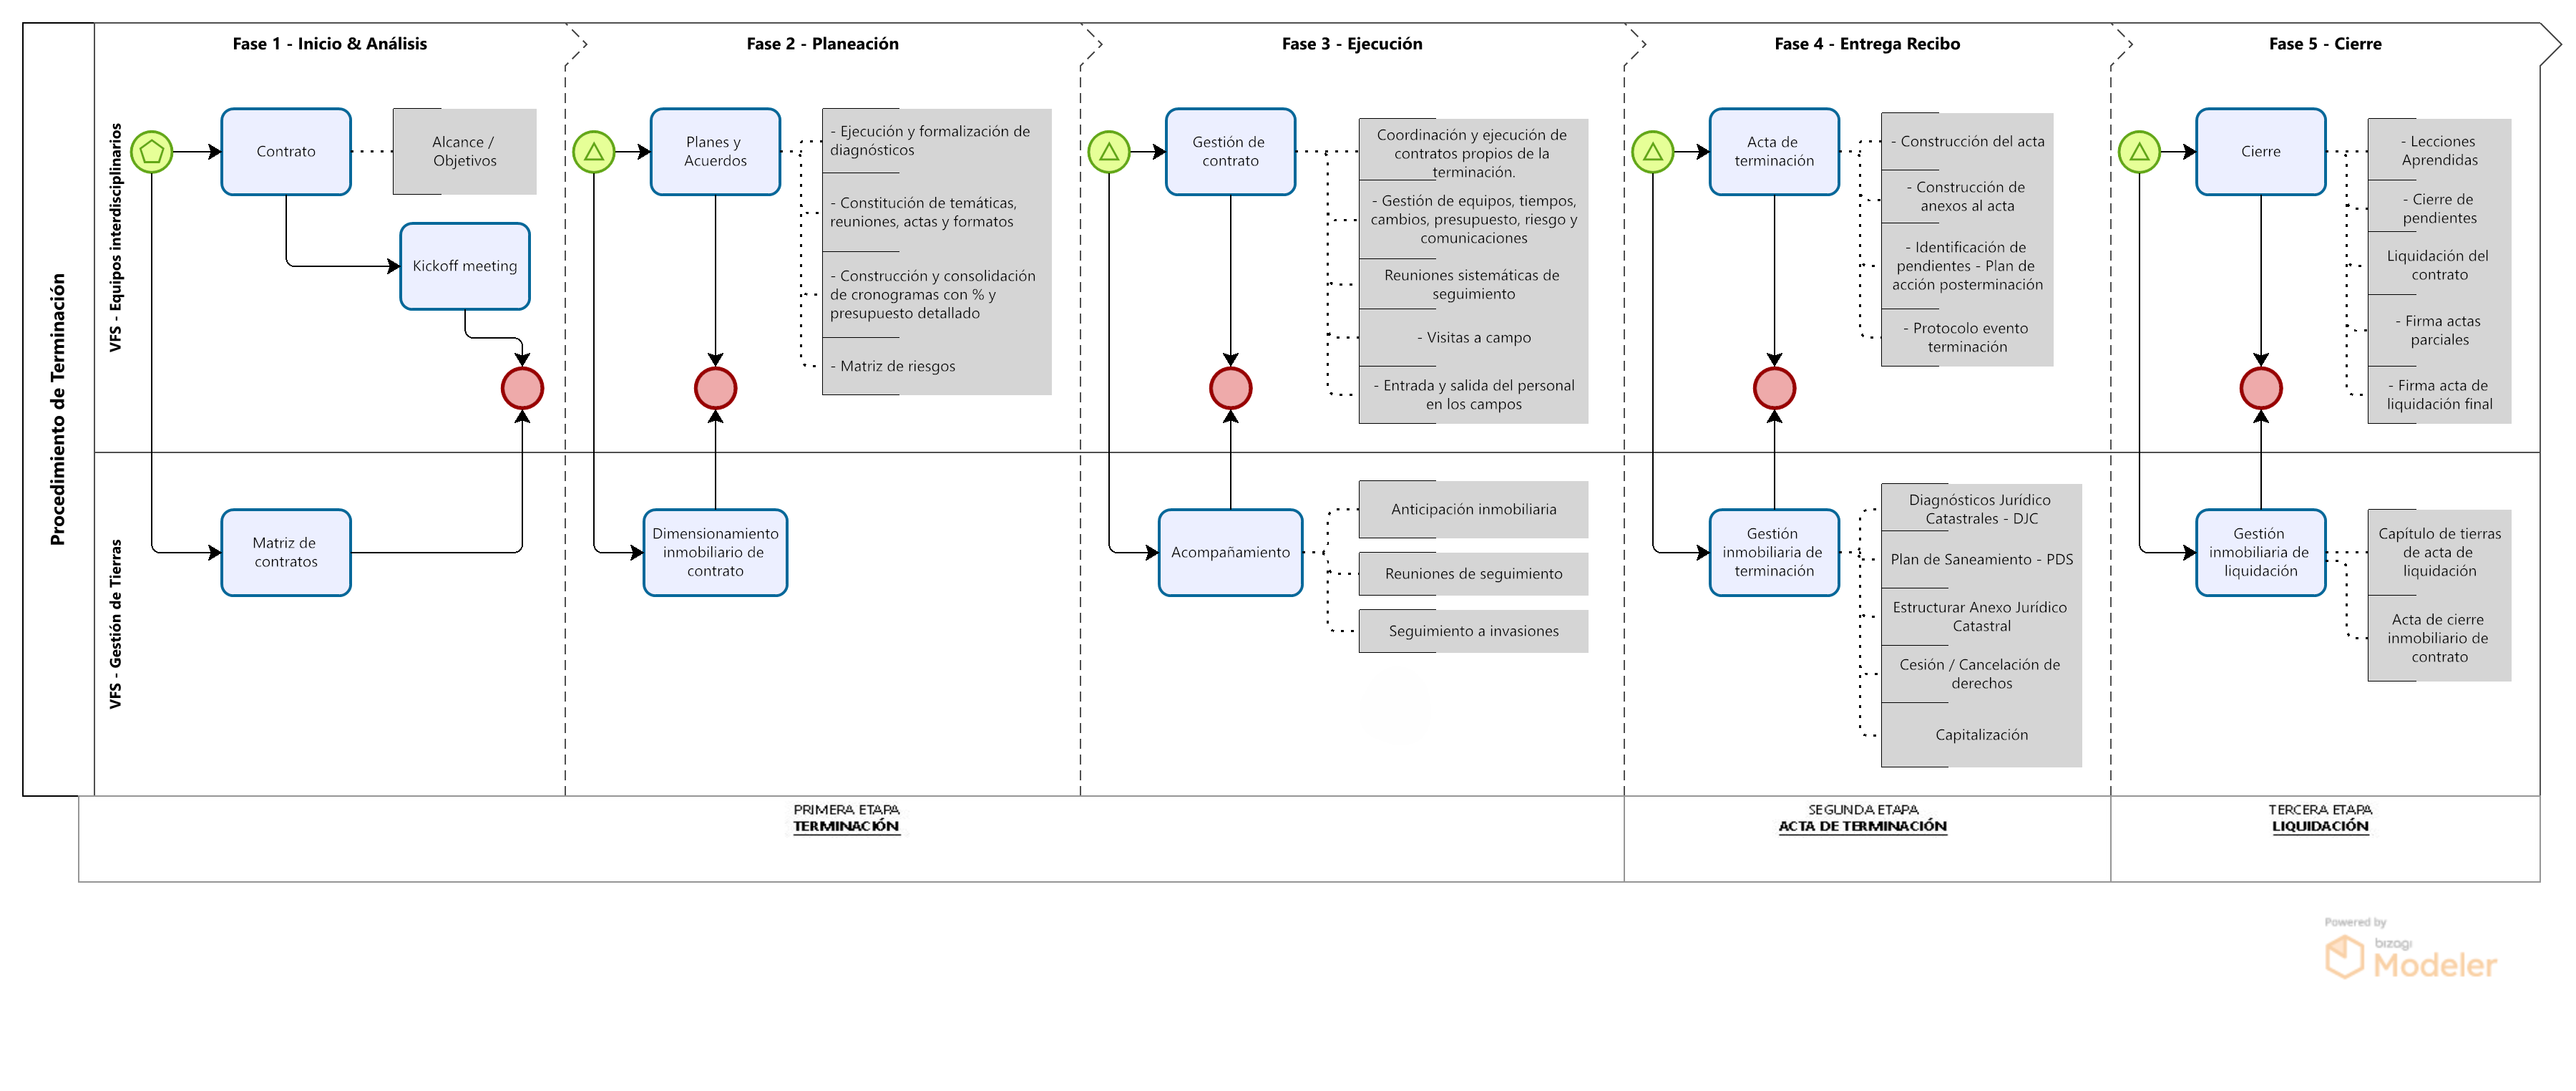 Procedimiento de Terminación
Fase 1 - Inicio & Análisis
Fase 2 - Planeación
Fase 3 - Ejecución
Fase 4 - Entrega Recibo
Fase 5 - Cierre
VFS - Equipos interdisciplinarios
Contrato
Alcance /
Objetivos
Kickoff meeting
Planes y
Acuerdos
- Ejecución y formalización de
diagnósticos
- Constitución de temáticas,
reuniones, actas y formatos
- Construcción y consolidación
de cronogramas con % y
presupuesto detallado
- Matriz de riesgos
Gestión de
contrato
Coordinación y ejecución de
contratos propios de la
terminación.
- Gestión de equipos, tiempos,
cambios, presupuesto, riesgo y
comunicaciones
Reuniones sistemáticas de
seguimiento
- Visitas a campo
- Entrada y salida del personal
en los campos
Acta de
terminación
- Construcción del acta
- Construcción de
anexos al acta
- Identificación de
pendientes - Plan de
acción posterminación
- Protocolo evento
terminación
Cierre
- Lecciones
Aprendidas
- Cierre de
pendientes
Liquidación del
contrato
- Firma actas
parciales
- Firma acta de
liquidación final
VFS - Gestión de Tierras
Matriz de
contratos
Dimensionamiento
inmobiliario de
contrato
Acompañamiento
Anticipación inmobiliaria
Reuniones de seguimiento
Seguimiento a invasiones
Gestión
inmobiliaria de
terminación
Diagnósticos Jurídico
Catastrales - DJC
Plan de Saneamiento - PDS
Estructurar Anexo Jurídico
Catastral
Cesión / Cancelación de
derechos
Capitalización
Gestión
inmobiliaria de
liquidación
Capítulo de tierras
de acta de
liquidación
Acta de cierre
inmobiliario de
contrato
PRIMERA ETAPA
TERMINACIÓN
SEGUNDA ETAPA
ACTA DE TERMINACIÓN
TERCERA ETAPA
LIQUIDACIÓN
Powered by
bizagi
Modeler